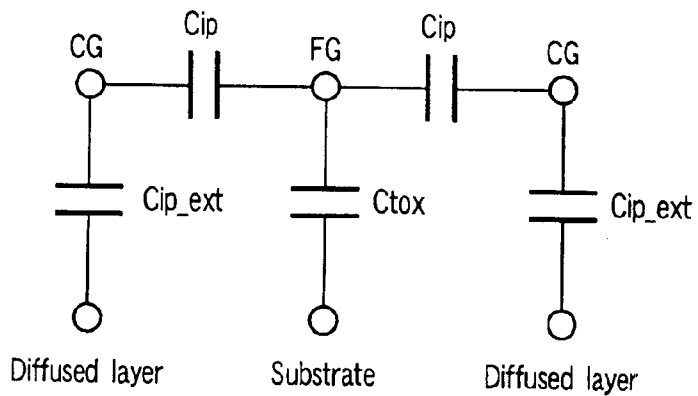 Cip
Cip
CG
FG
CG
Cip_ext
Ctox
Cip_ext
Diffused layer
Substrate
Diffused layer